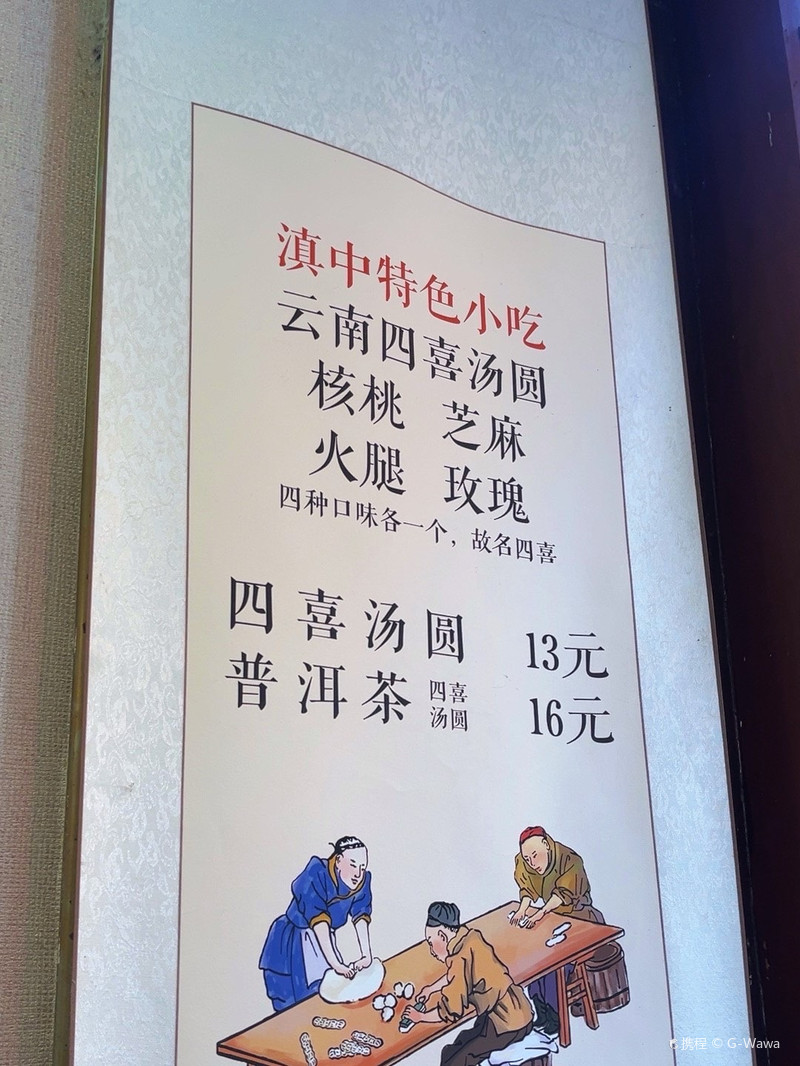 滇中特色小吃
云南四喜汤圆
核桃 芝麻
火腿 玫瑰
四种口味各一个，故名四喜
四喜汤圆 13元
普洱茶 四喜汤圆 16元
携程 © G-Wawa